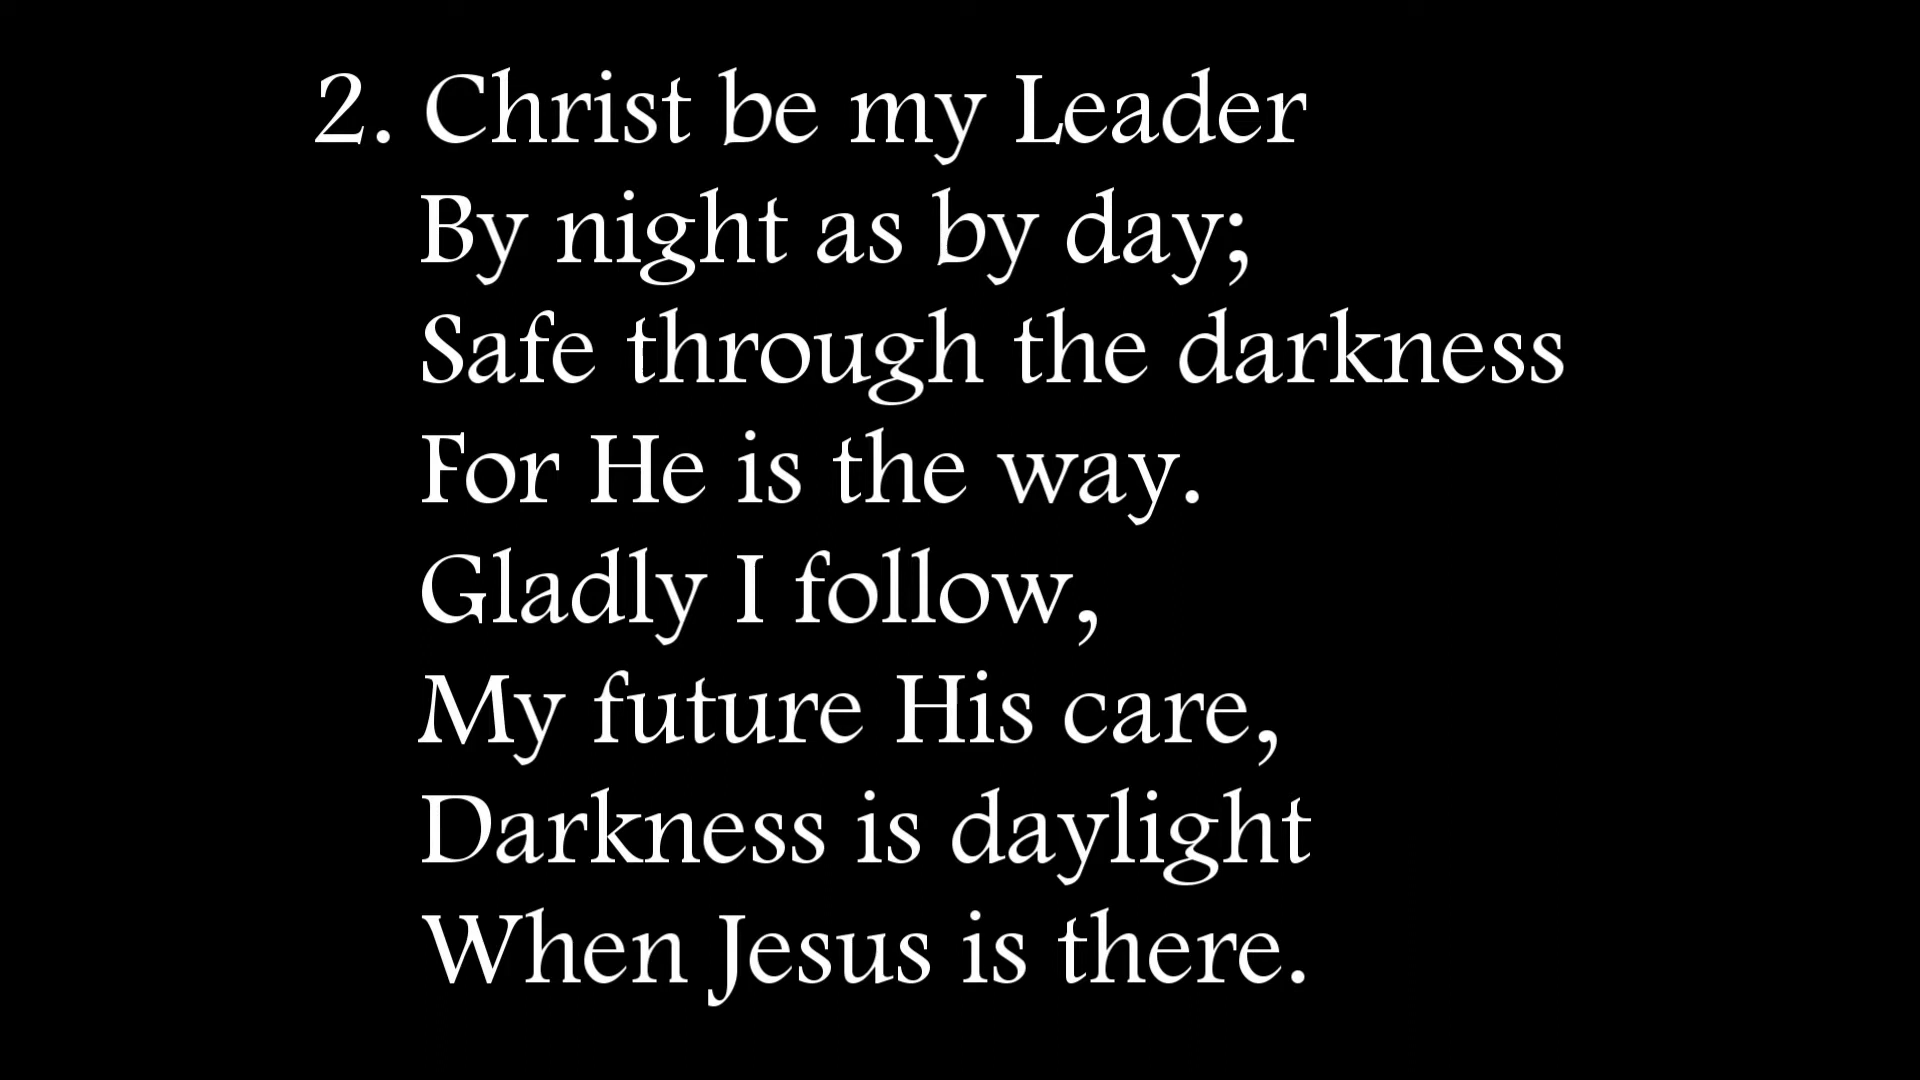 2. Christ be my Leader
By night as by day;
Safe through the darkness
For He is the way.
Gladly I follow,
My future His care,
Darkness is daylight
When Jesus is there.